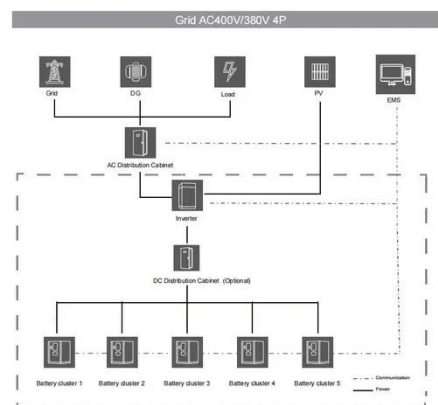 Grid AC400V/380V 4P
Grid
DG
Load
PV
EMS
AC Distribution Cabinet
Inverter
DC Distribution Cabinet (Optional)
Battery cluster 1
Battery cluster 2
Battery cluster 3
Battery cluster 4
Battery cluster 5
Communication
Power